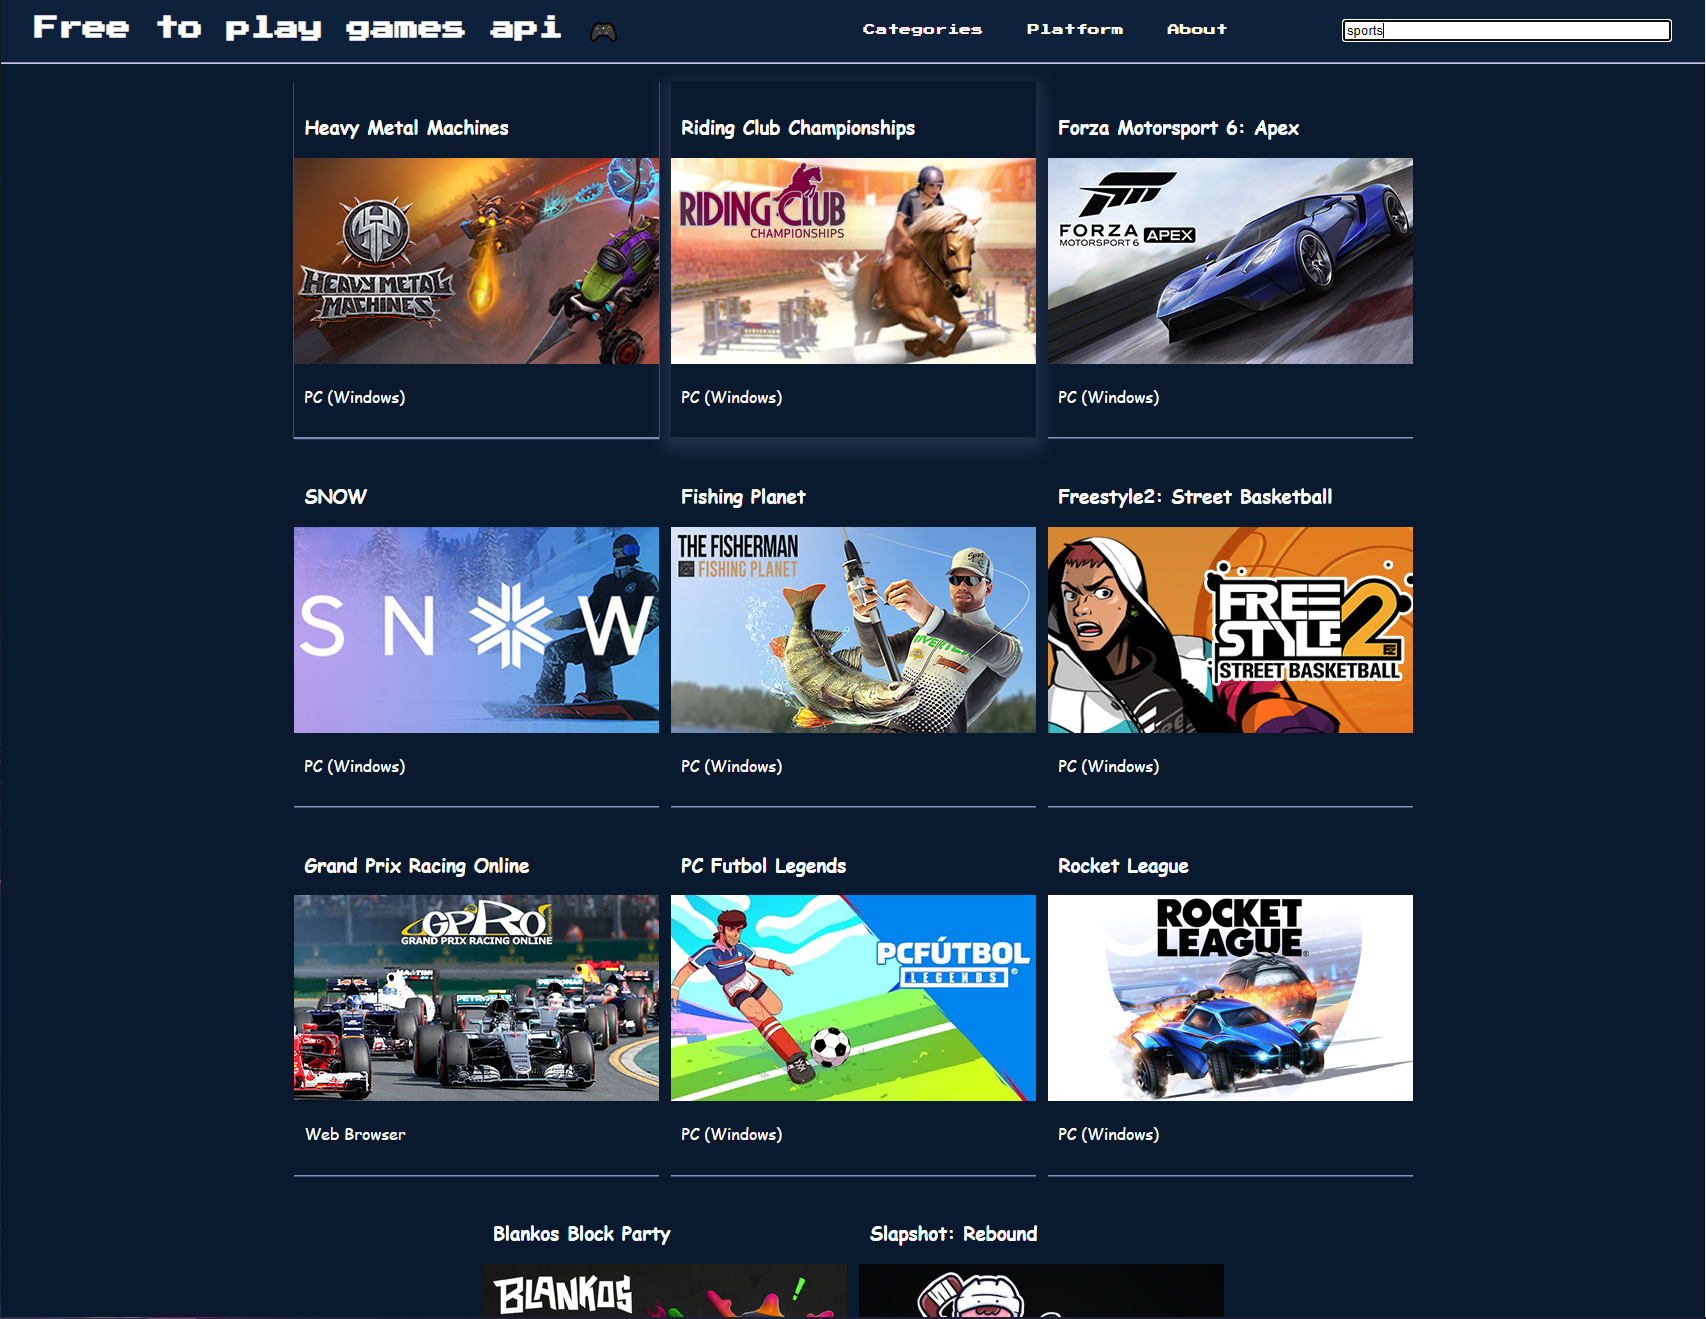 Free to play games api
Categories Platform About
sports
Heavy Metal Machines
HEAVY METAL
MACHINES
PC (Windows)
Riding Club Championships
RIDING CLUB
CHAMPIONSHIPS
PC (Windows)
Forza Motorsport 6: Apex
FORZA
MOTORSPORT 6 APEX
PC (Windows)
SNOW
SNOW
PC (Windows)
Fishing Planet
THE FISHERMAN
FISHING PLANET
PC (Windows)
Freestyle2: Street Basketball
FREE
STYLE 2
STREET BASKETBALL
PC (Windows)
Grand Prix Racing Online
GPRO
GRAND PRIX RACING ONLINE
PETRONAS
Web Browser
PC Futbol Legends
PCFÚTBOL
LEGENDS®
PC (Windows)
Rocket League
ROCKET
LEAGUE®
PC (Windows)
Blankos Block Party
BLANKOS
Slapshot: Rebound